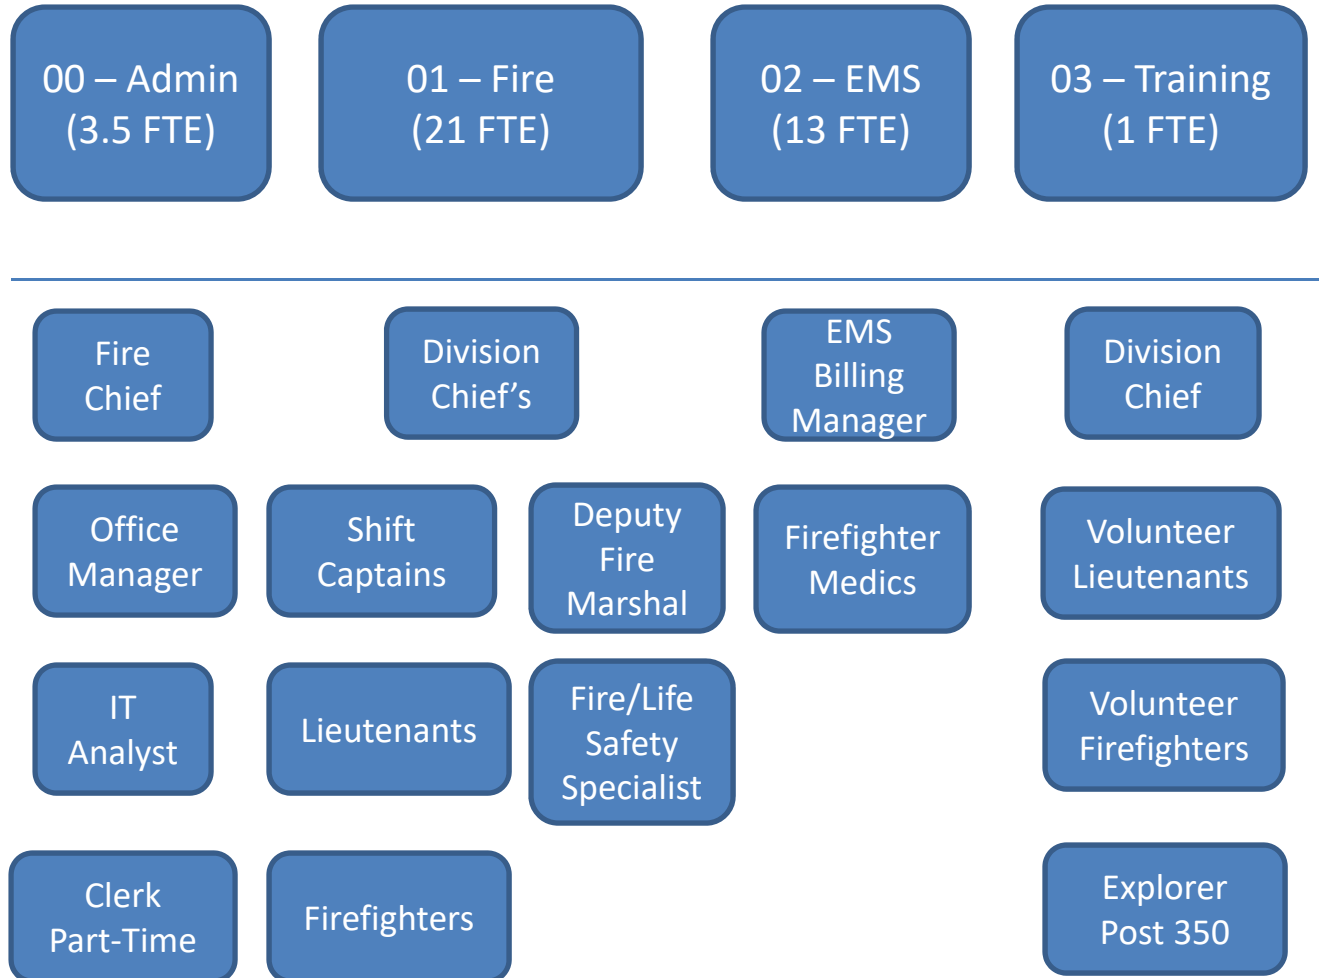 00 – Admin
(3.5 FTE)
01 – Fire
(21 FTE)
02 – EMS
(13 FTE)
03 – Training
(1 FTE)
Fire
Chief
Division
Chief’s
EMS
Billing
Manager
Division
Chief
Office
Manager
Shift
Captains
Deputy
Fire
Marshal
Firefighter
Medics
Volunteer
Lieutenants
IT
Analyst
Lieutenants
Fire/Life
Safety
Specialist
Volunteer
Firefighters
Clerk
Part-Time
Firefighters
Explorer
Post 350